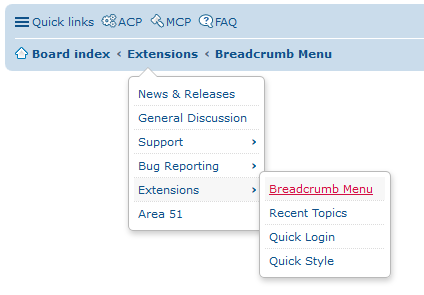 Quick links ACP MCP FAQ
Board index ‹ Extensions ‹ Breadcrumb Menu
News & Releases
General Discussion
Support ›
Bug Reporting ›
Extensions ›
Area 51
Breadcrumb Menu
Recent Topics
Quick Login
Quick Style